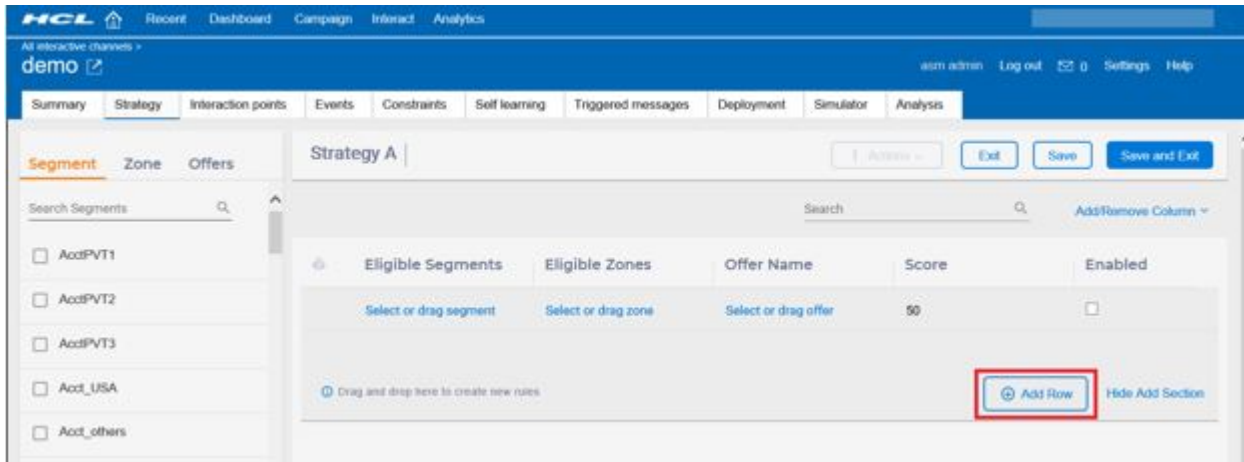 HCL Recent Dashboard Campaign Interact Analytics
All interactive channels >
demo
asm admin Log out 0 Settings Help
Summary Strategy Interaction points Events Constraints Self learning Triggered messages Deployment Simulator Analysis
Segment Zone Offers
Strategy A
Actions
Exit Save Save and Exit
Search Segments
Search
Add/Remove Column
AcctPVT1
Eligible Segments Eligible Zones Offer Name Score Enabled
AcctPVT2
Select or drag segment Select or drag zone Select or drag offer 50
AcctPVT3
Acct_USA
Drag and drop here to create new rules
Add Row Hide Add Section
Acct_others